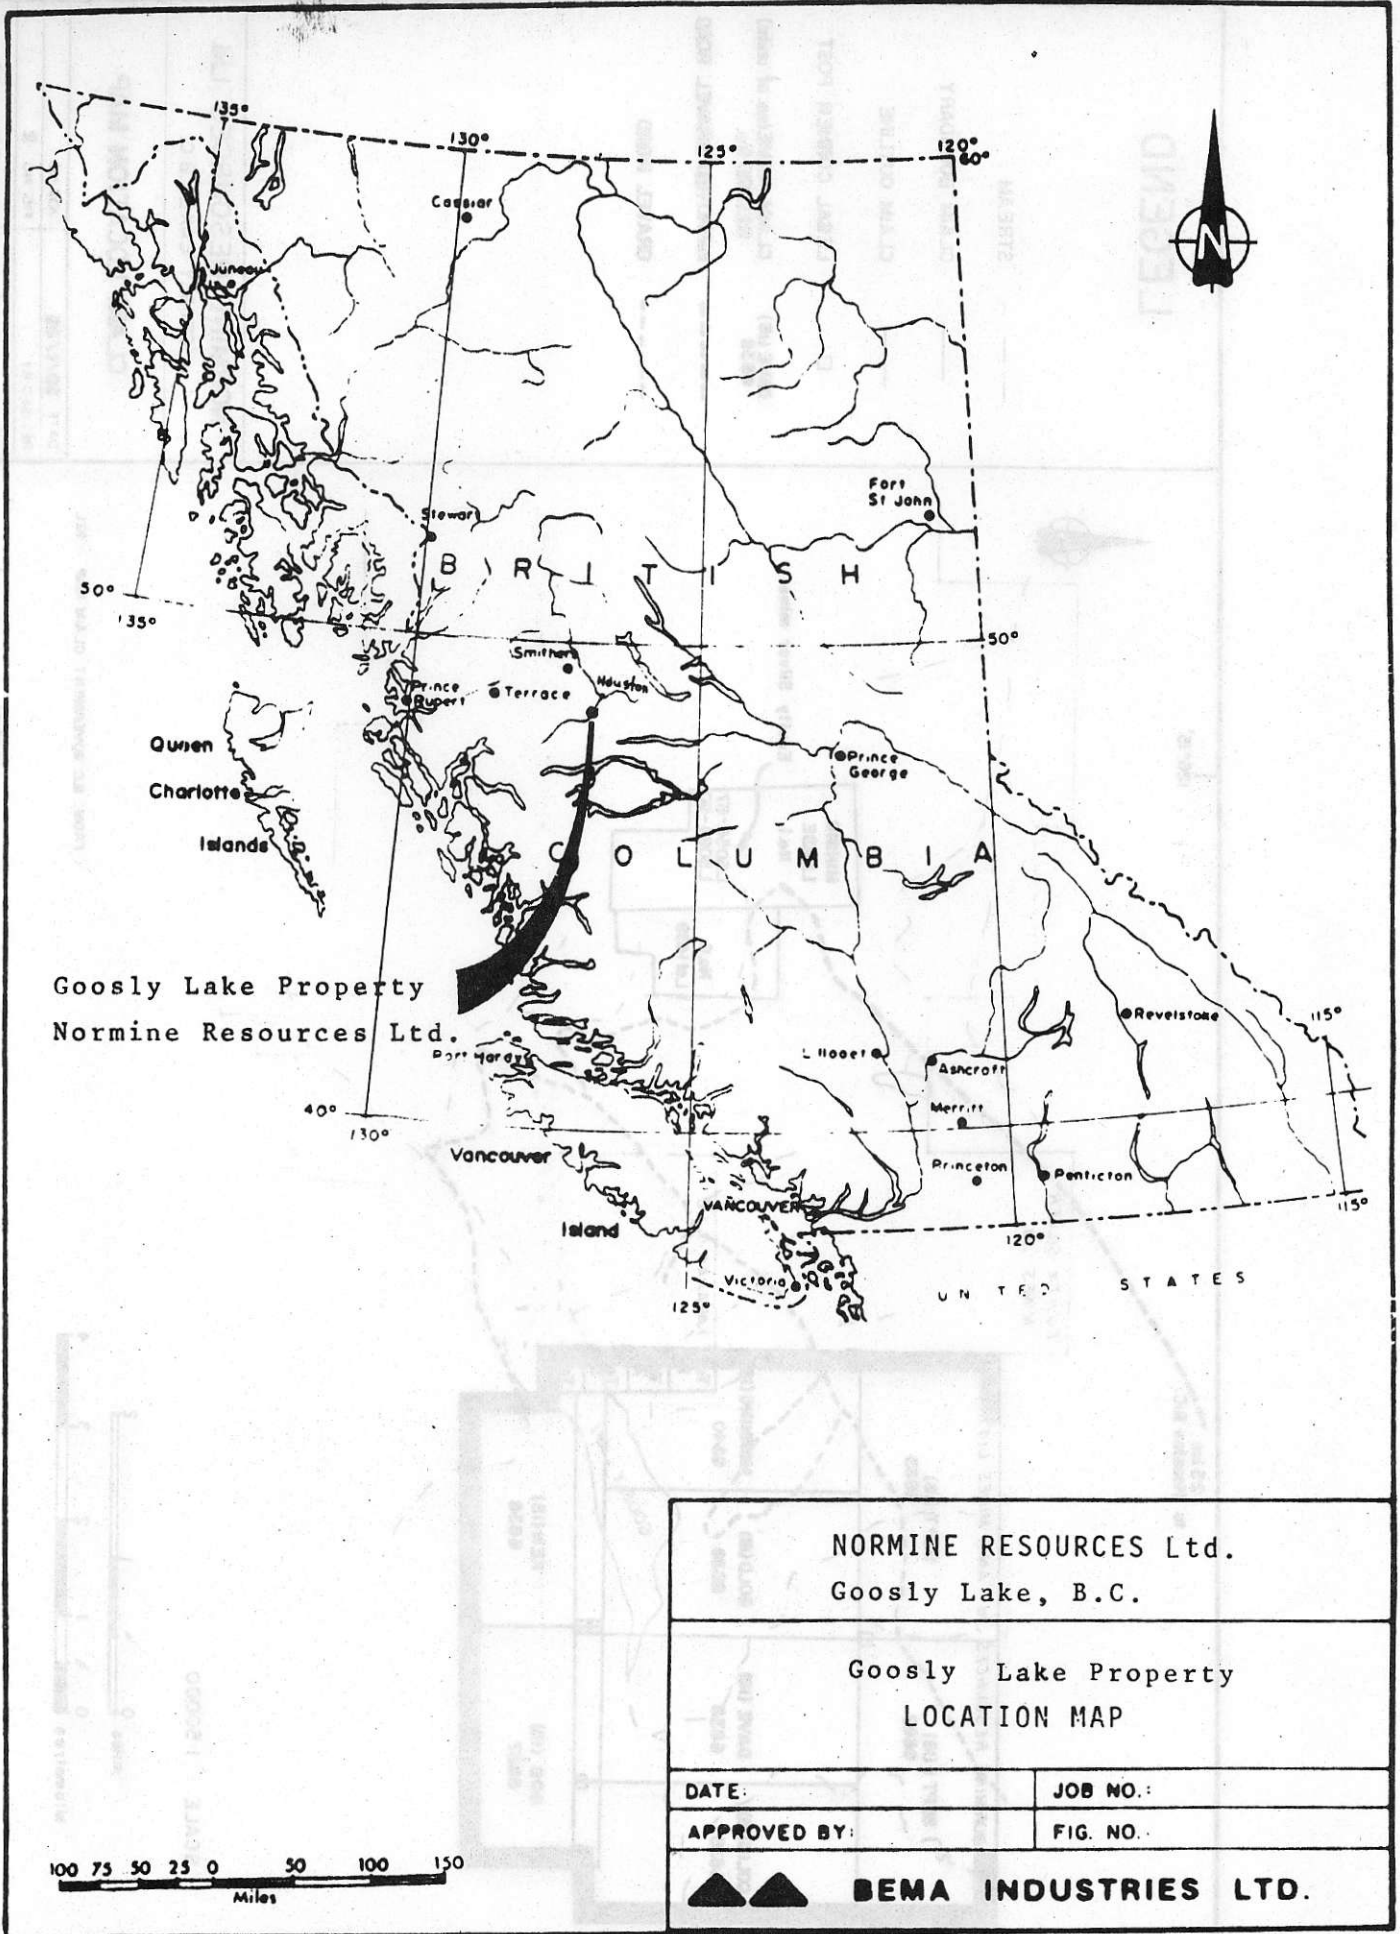 135°
130°
125°
120°
60°
Cassiar
N
Juneau
Fort
St John
Stewart
BRITISH
50°
135°
50°
Smithers
Houston
Prince
Rupert
Terrace
Queen
Charlotte
Islands
Prince
George
COLUMBIA
Goosly Lake Property
Normine Resources Ltd.
Revelstoke
115°
Port Hardy
Lillooet
Ashcroft
Merritt
40°
130°
Vancouver
Island
Princeton
Penticton
VANCOUVER
115°
120°
Victoria
UNITED STATES
125°
NORMINE RESOURCES Ltd.
Goosly Lake, B.C.
Goosly Lake Property
LOCATION MAP
DATE:
JOB NO.:
APPROVED BY:
FIG. NO.
100 75 50 25 0 50 100 150
Miles
BEMA INDUSTRIES LTD.